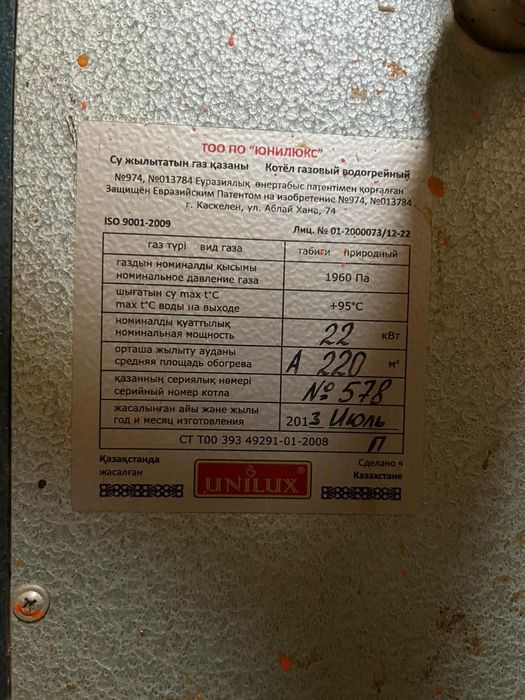 ТОО ПО "ЮНИЛЮКС"
Су жылытатын газ қазаны Котёл газовый водогрейный
№974, №013784 Еуразиялық өнертабыс патентімен қорғалған
Защищён Евразийским Патентом на изобретение №974, №013784
г. Каскелен, ул. Аблай Хана, 74
ISO 9001-2009 Лиц. № 01-2000073/12-22
газ түрі вид газа табиғи природный
газдын номиналды қысымы
номинальное давление газа 1960 Па
шығатын су max t°C
max t°C воды на выходе +95°C
номиналды қуаттылық
номинальная мощность 22 кВт
орташа жылыту ауданы
средняя площадь обогрева А 220 м²
қазанның сериялық нөмері
серийный номер котла №578
жасалынған айы және жылы
год и месяц изготовления 2013 Июль
СТ ТОО 393 49291-01-2008 П
Қазақстанда
жасалған
UNILUX®
Сделано в
Казахстане